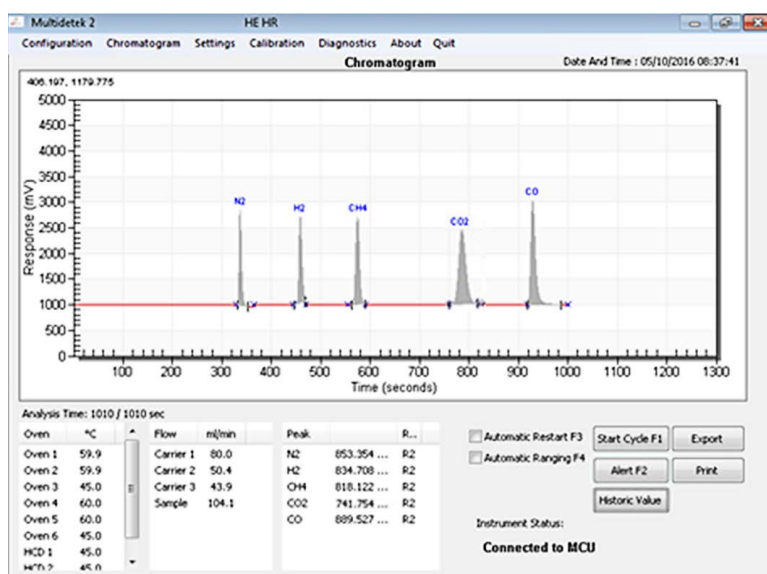 Multidetek 2 HE HR
Configuration Chromatogram Settings Calibration Diagnostics About Quit
Chromatogram Date And Time : 05/10/2016 08:37:41
406.197, 1179.775
5000
4500
4000
3500
3000
2500
2000
1500
1000
500
0
Response (mV)
N2 H2 CH4 CO2 CO
100 200 300 400 500 600 700 800 900 1000 1100 1200 1300
Time (seconds)
Analysis Time: 1010 / 1010 sec
Oven °C Flow ml/min Peak R...
Oven 1 59.9 Carrier 1 80.0 N2 853.354 ... R2
Oven 2 59.9 Carrier 2 50.4 H2 834.708 ... R2
Oven 3 45.0 Carrier 3 43.9 CH4 818.122 ... R2
Oven 4 60.0 Sample 104.1 CO2 741.754 ... R2
Oven 5 60.0 CO 889.527 ... R2
Oven 6 45.0
HCD 1 45.0
HCD 2 45.0
Automatic Restart F3 Start Cycle F1 Export
Automatic Ranging F4 Alert F2 Print
Historic Value
Instrument Status:
Connected to MCU